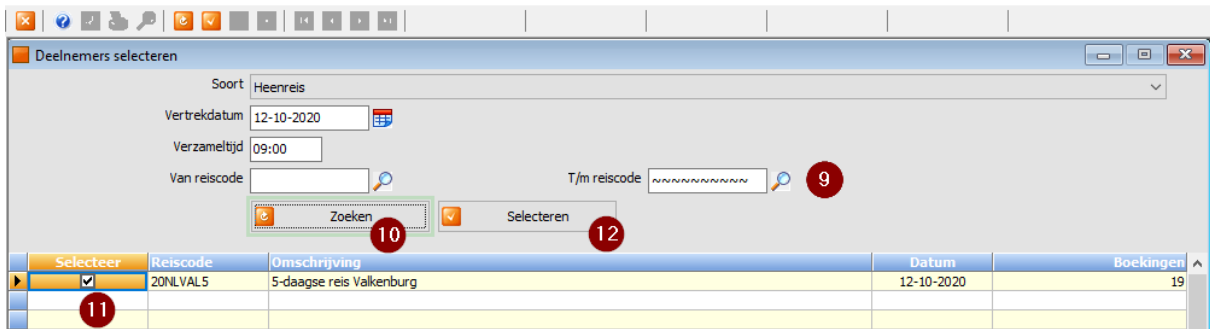 Deelnemers selecteren
Soort Heenreis
Vertrekdatum 12-10-2020
Verzameltijd 09:00
Van reiscode T/m reiscode ~~~~~~~~~~ 9
Zoeken 10 Selecteren 12
Selecteer Reiscode Omschrijving Datum Boekingen
20NLVAL5 5-daagse reis Valkenburg 12-10-2020 19
11